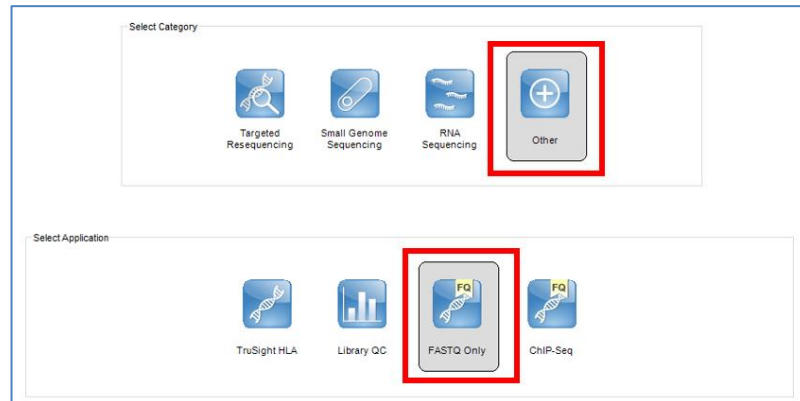 Select Category
Targeted
Resequencing
Small Genome
Sequencing
RNA
Sequencing
Other
Select Application
TruSight HLA
Library QC
FQ
FASTQ Only
FQ
ChIP-Seq